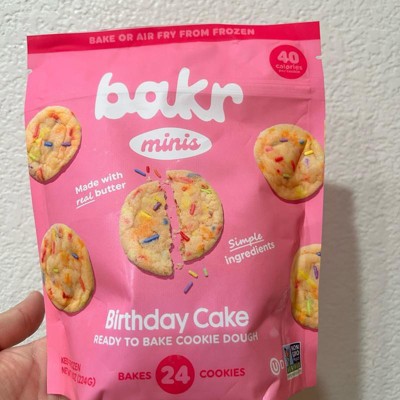 BAKE OR AIR FRY FROM FROZEN
40
calories
bakr
minis
Made with
real butter
Simple
ingredients
Birthday Cake
READY TO BAKE COOKIE DOUGH
BAKES 24 COOKIES
U D